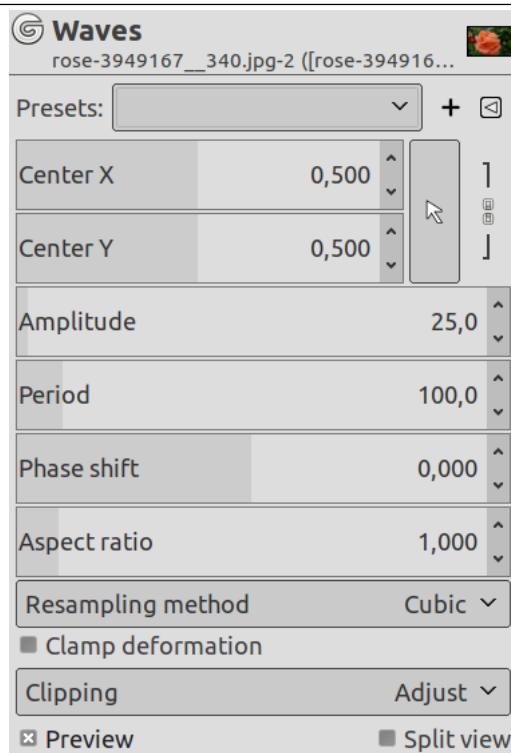 Waves
rose-3949167__340.jpg-2 ([rose-394916…
Presets:
Center X 0,500
Center Y 0,500
Amplitude 25,0
Period 100,0
Phase shift 0,000
Aspect ratio 1,000
Resampling method Cubic
Clamp deformation
Clipping Adjust
Preview Split view